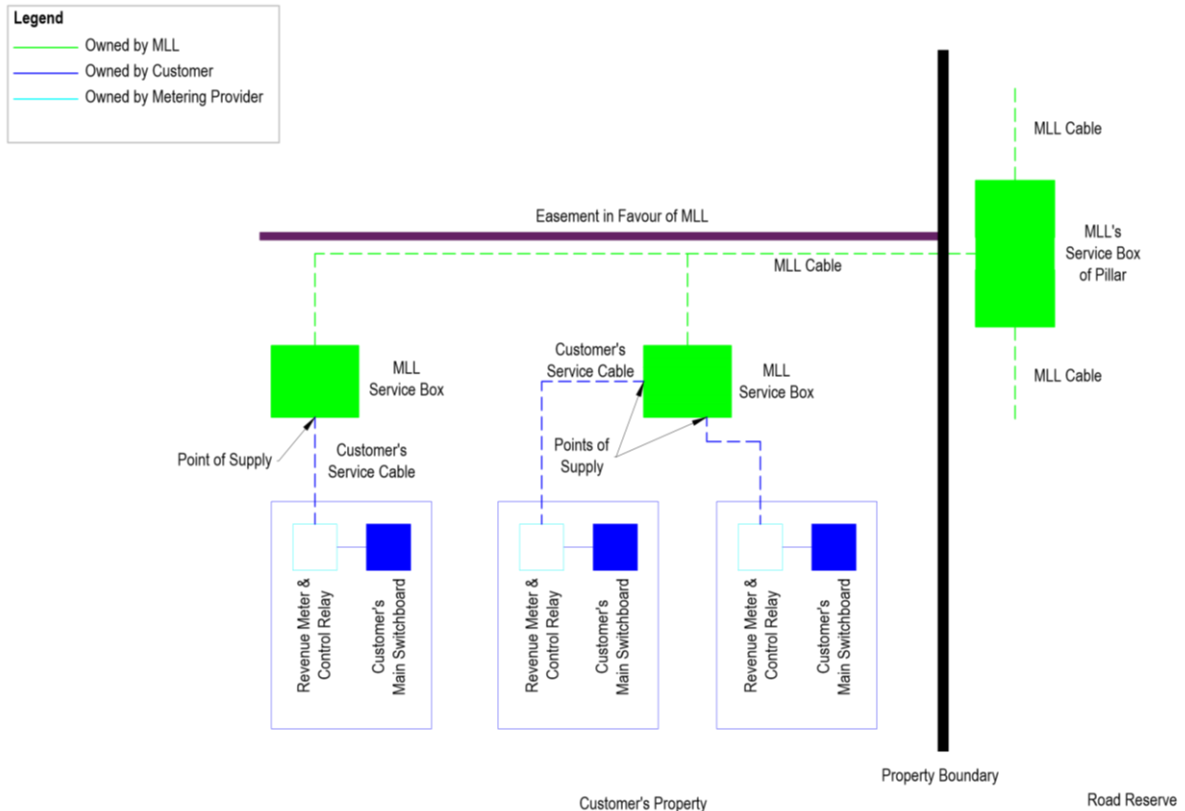 Legend
Owned by MLL
Owned by Customer
Owned by Metering Provider
MLL Cable
Easement in Favour of MLL
MLL's
Service Box
of Pillar
MLL Cable
MLL Cable
MLL
Service Box
Customer's
Service Cable
MLL
Service Box
Point of Supply
Customer's
Service Cable
Points of
Supply
Revenue Meter &
Control Relay
Customer's
Main Switchboard
Revenue Meter &
Control Relay
Customer's
Main Switchboard
Revenue Meter &
Control Relay
Customer's
Main Switchboard
Property Boundary
Customer's Property
Road Reserve